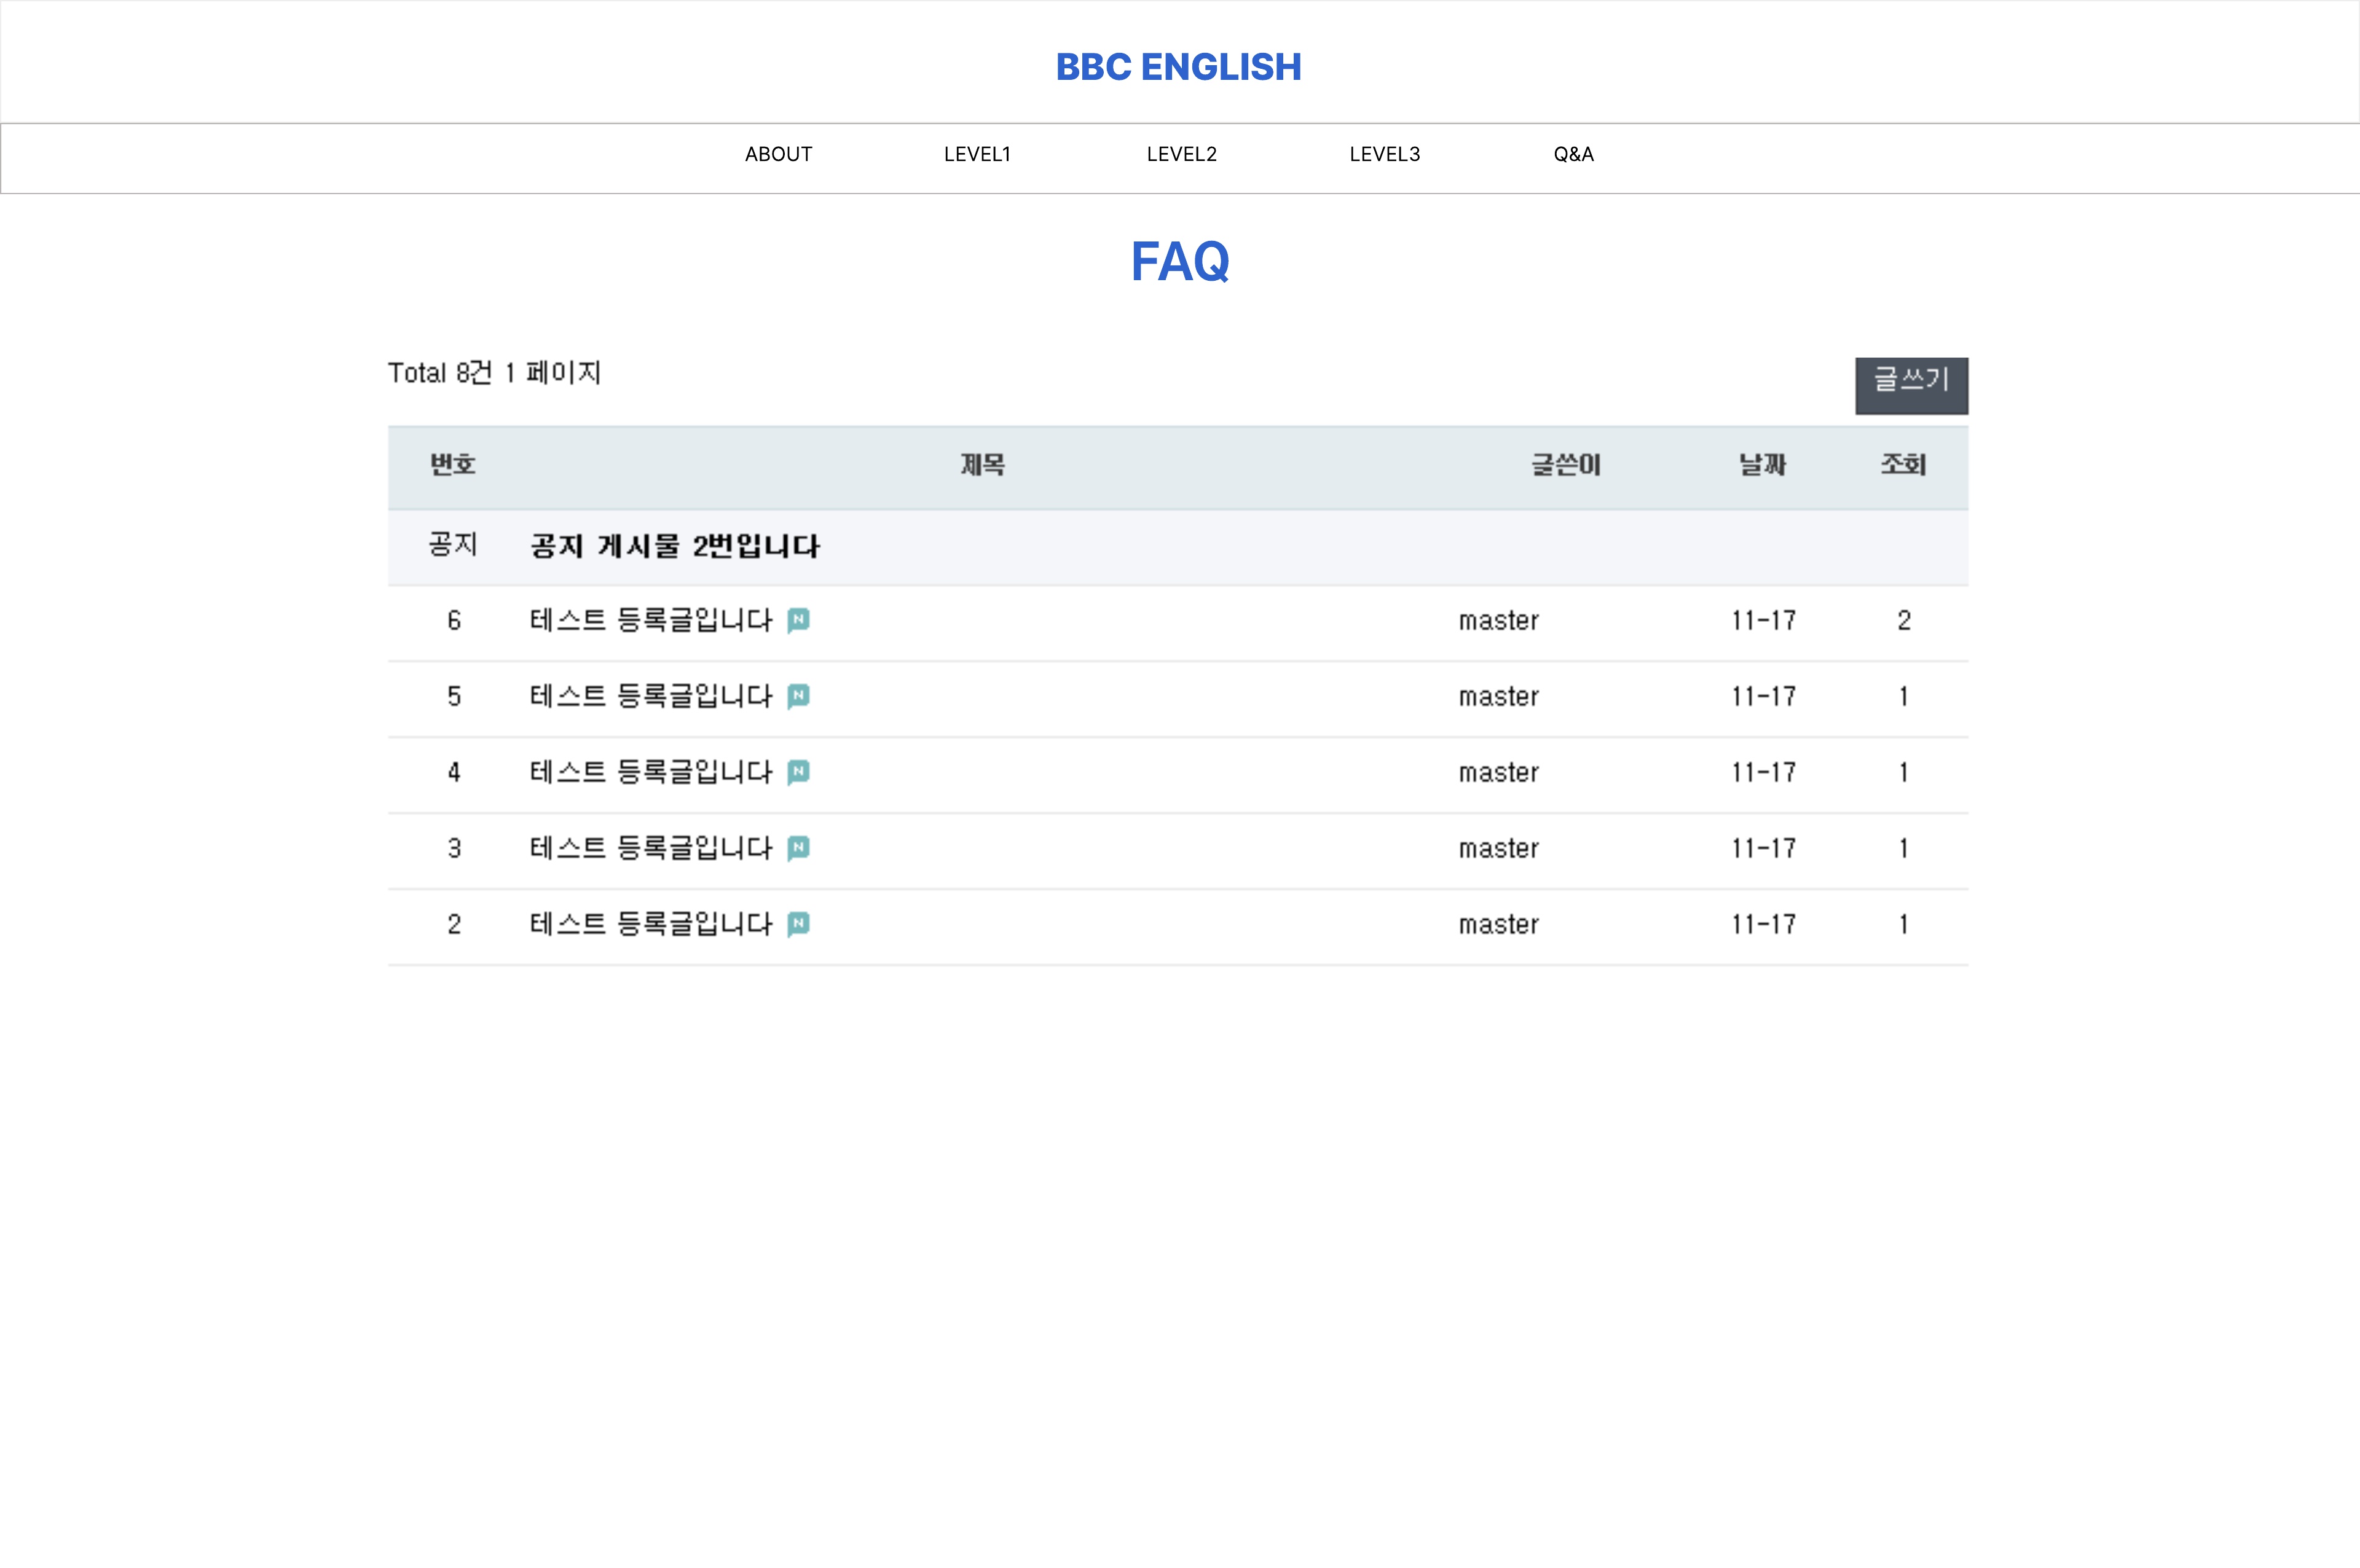 BBC ENGLISH
ABOUT LEVEL1 LEVEL2 LEVEL3 Q&A
FAQ
Total 8건 1 페이지 글쓰기
번호 제목 글쓴이 날짜 조회
공지 공지 게시물 2번입니다
6 테스트 등록글입니다 N master 11-17 2
5 테스트 등록글입니다 N master 11-17 1
4 테스트 등록글입니다 N master 11-17 1
3 테스트 등록글입니다 N master 11-17 1
2 테스트 등록글입니다 N master 11-17 1